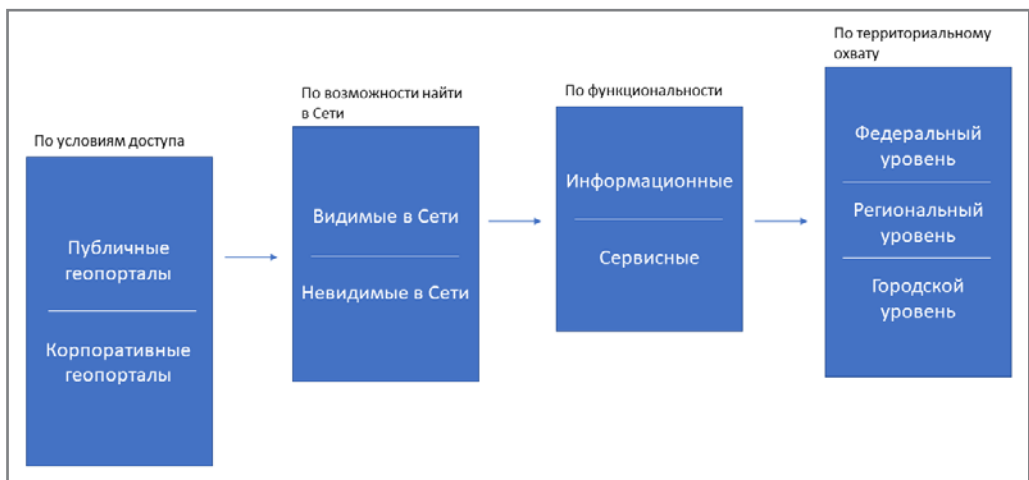 По условиям доступа
Публичные
геопорталы
Корпоративные
геопорталы
По возможности найти
в Сети
Видимые в Сети
Невидимые в Сети
По функциональности
Информационные
Сервисные
По территориальному
охвату
Федеральный
уровень
Региональный
уровень
Городской
уровень